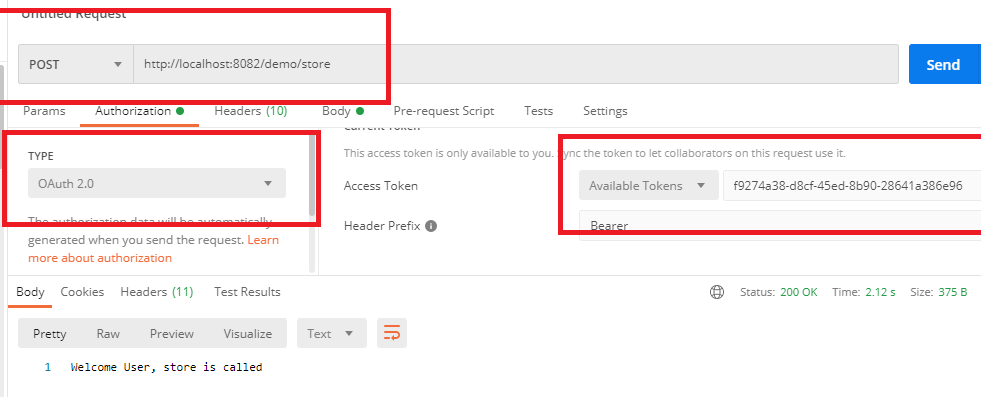 Untitled Request
POST http://localhost:8082/demo/store Send
Params Authorization Headers (10) Body Pre-request Script Tests Settings
Current Token
TYPE
This access token is only available to you. Sync the token to let collaborators on this request use it.
OAuth 2.0
Access Token Available Tokens f9274a38-d8cf-45ed-8b90-28641a386e96
The authorization data will be automatically
generated when you send the request. Learn
more about authorization
Header Prefix Bearer
Body Cookies Headers (11) Test Results Status: 200 OK Time: 2.12 s Size: 375 B
Pretty Raw Preview Visualize Text
1 Welcome User, store is called